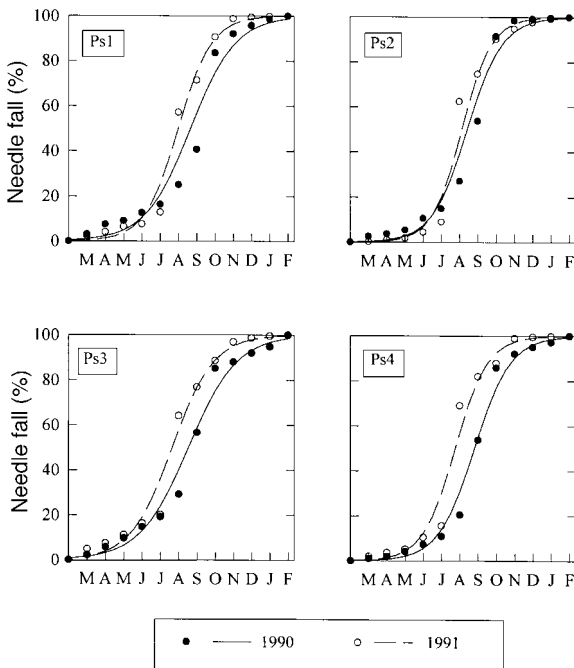 Needle fall (%)
100
80
60
40
20
0
Ps1
M A M J J A S O N D J F
Ps2
M A M J J A S O N D J F
Needle fall (%)
100
80
60
40
20
0
Ps3
M A M J J A S O N D J F
Ps4
M A M J J A S O N D J F
1990
1991